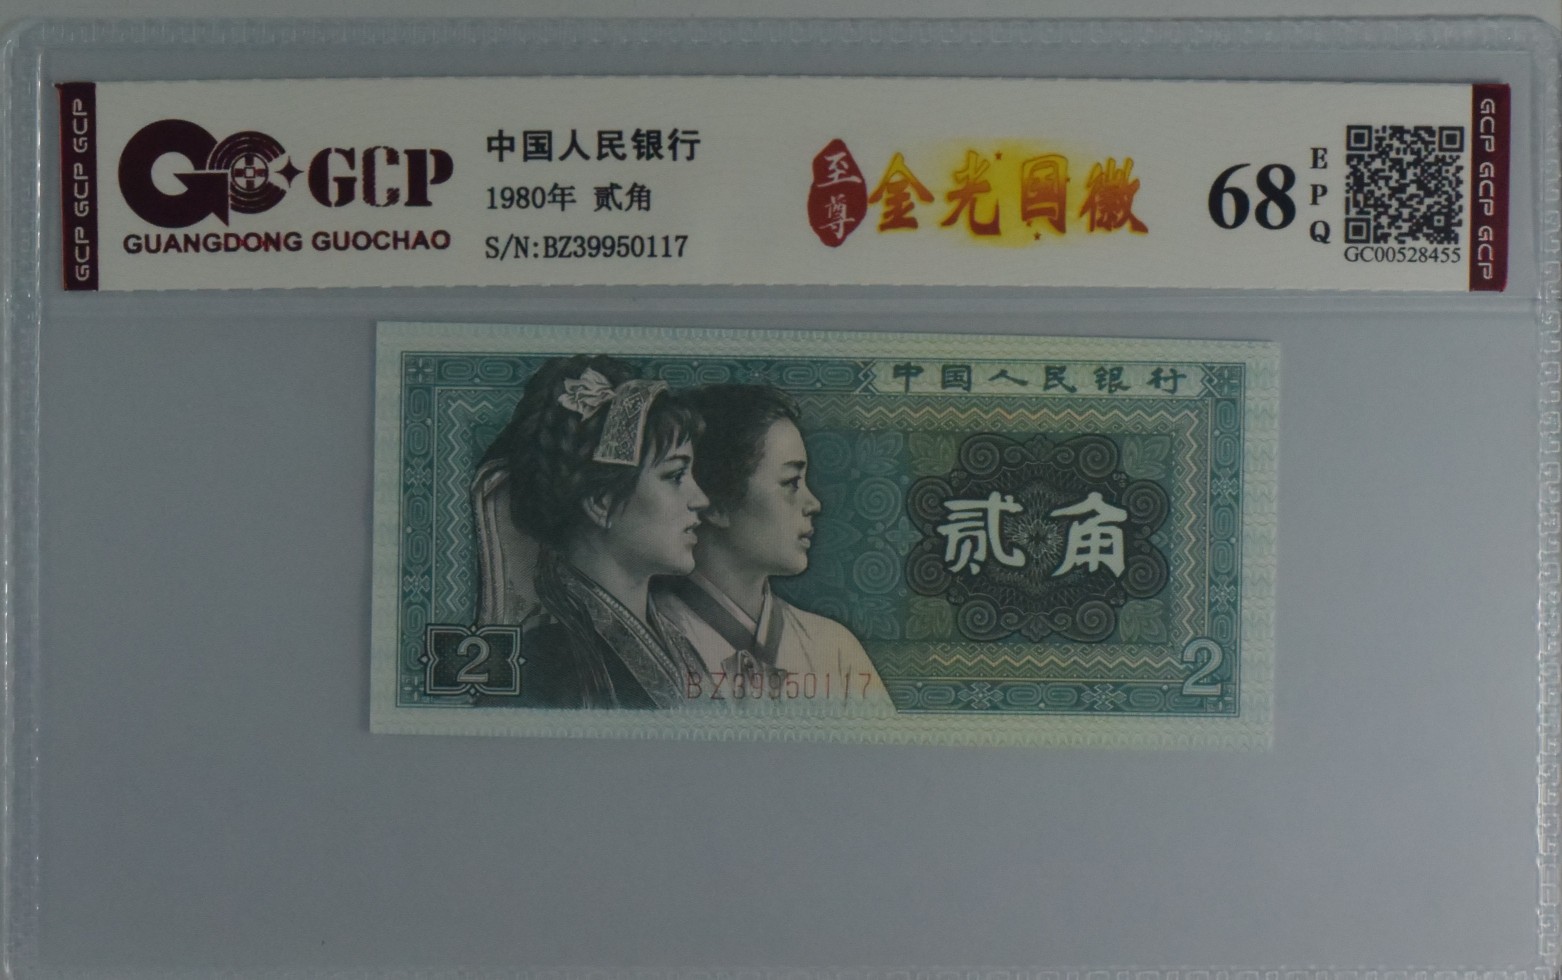 GCP GCP GCP
GCP
GUANGDONG GUOCHAO
中国人民银行
1980年 贰角
S/N:BZ39950117
至尊
金光国徽
68
EPQ
GC00528455
GCP GCP GCP
中国人民银行
贰角
2
2
BZ39950117